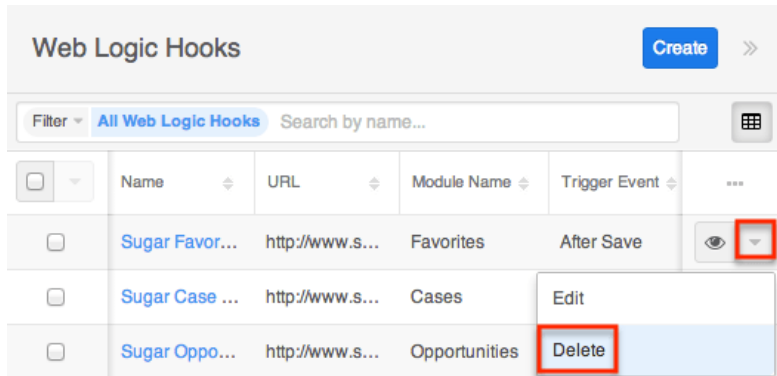 Web Logic Hooks Create
Filter All Web Logic Hooks Search by name...
Name URL Module Name Trigger Event
Sugar Favor... http://www.s... Favorites After Save
Sugar Case ... http://www.s... Cases Edit
Sugar Oppo... http://www.s... Opportunities Delete